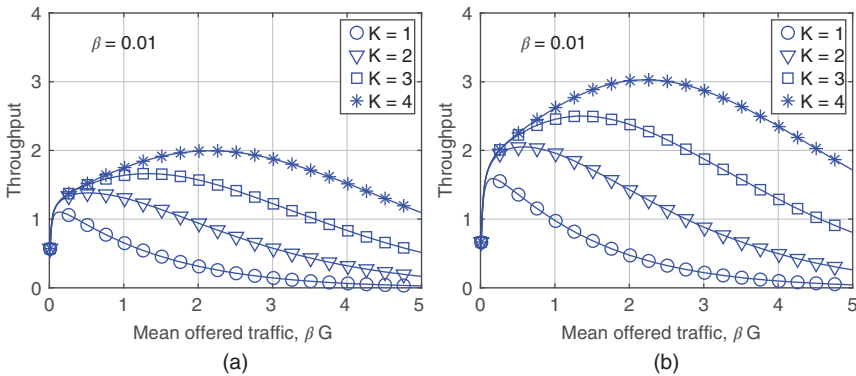 4
3
2
1
0
Throughput
β = 0.01
K = 1
K = 2
K = 3
K = 4
0 1 2 3 4 5
Mean offered traffic, β G
(a)
4
3
2
1
0
Throughput
β = 0.01
K = 1
K = 2
K = 3
K = 4
0 1 2 3 4 5
Mean offered traffic, β G
(b)